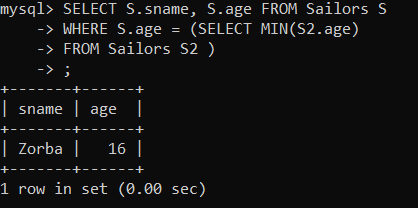 mysql> SELECT S.sname, S.age FROM Sailors S
    -> WHERE S.age = (SELECT MIN(S2.age)
    -> FROM Sailors S2 )
    -> ;
+-------+------+
| sname | age  |
+-------+------+
| Zorba |   16 |
+-------+------+
1 row in set (0.00 sec)